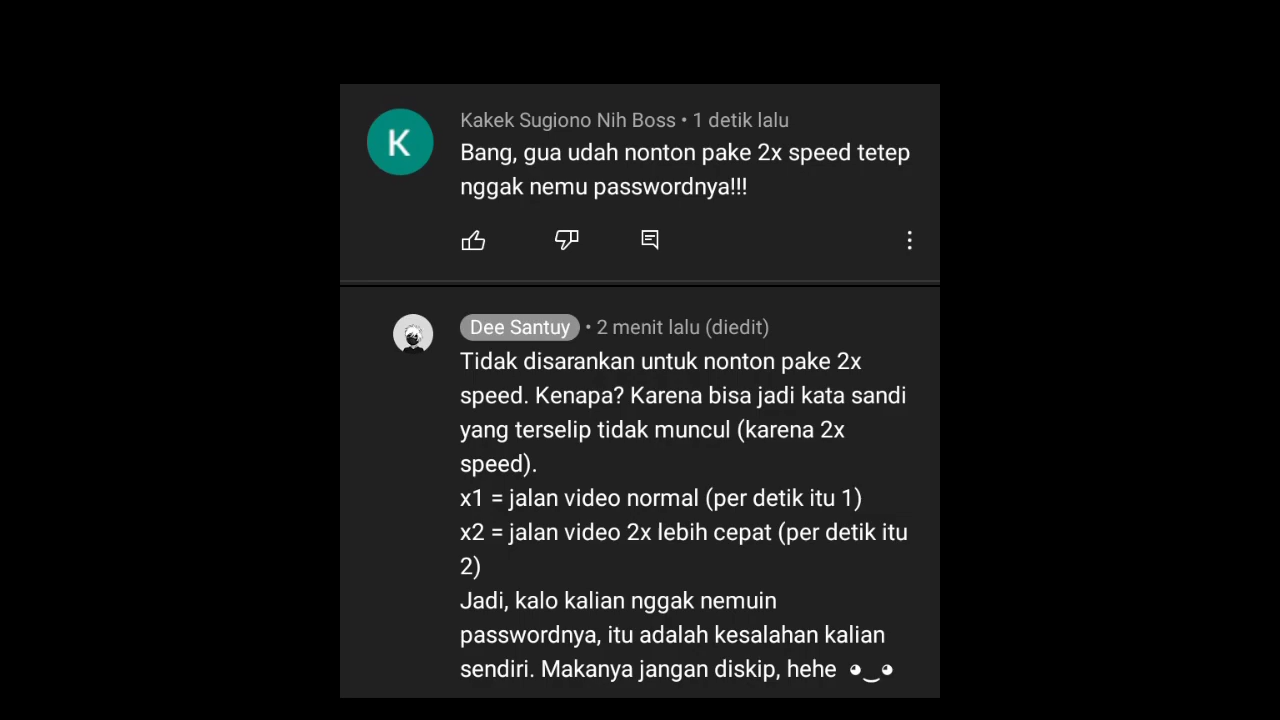 K
Kakek Sugiono Nih Boss • 1 detik lalu
Bang, gua udah nonton pake 2x speed tetep
nggak nemu passwordnya!!!
Dee Santuy • 2 menit lalu (diedit)
Tidak disarankan untuk nonton pake 2x
speed. Kenapa? Karena bisa jadi kata sandi
yang terselip tidak muncul (karena 2x
speed).
x1 = jalan video normal (per detik itu 1)
x2 = jalan video 2x lebih cepat (per detik itu
2)
Jadi, kalo kalian nggak nemuin
passwordnya, itu adalah kesalahan kalian
sendiri. Makanya jangan diskip, hehe ◕‿◕